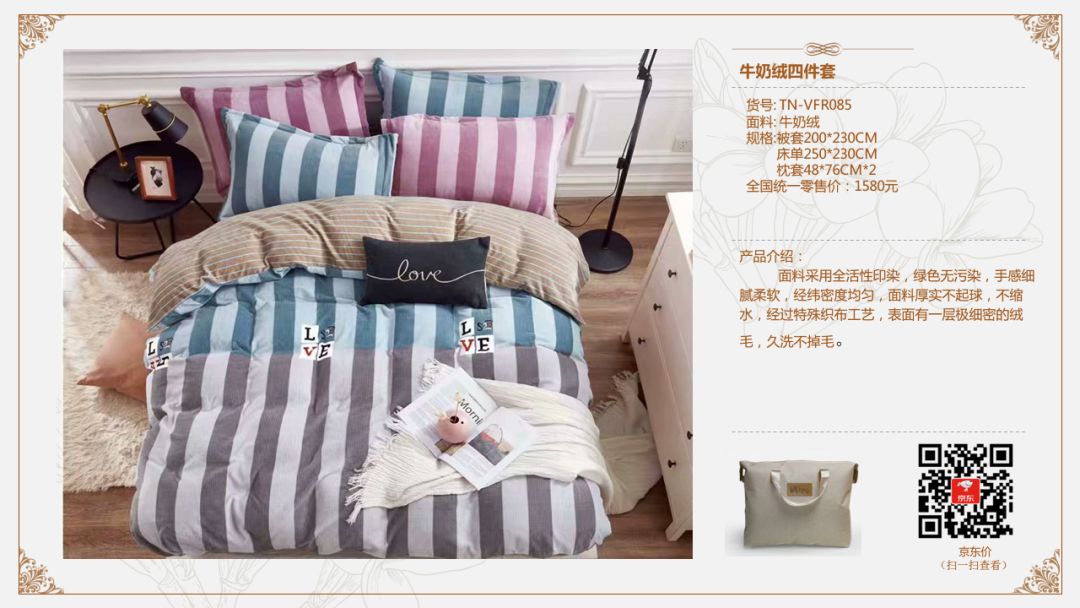 牛奶绒四件套
货号: TN-VFR085
面料: 牛奶绒
规格:被套200*230CM
床单250*230CM
枕套48*76CM*2
全国统一零售价：1580元
产品介绍：
面料采用全活性印染，绿色无污染，手感细
腻柔软，经纬密度均匀，面料厚实不起球，不缩
水，经过特殊织布工艺，表面有一层极细密的绒
毛，久洗不掉毛。
love
L
VE
L
VE
L
VE
Morni
京东
京东价
（扫一扫查看）